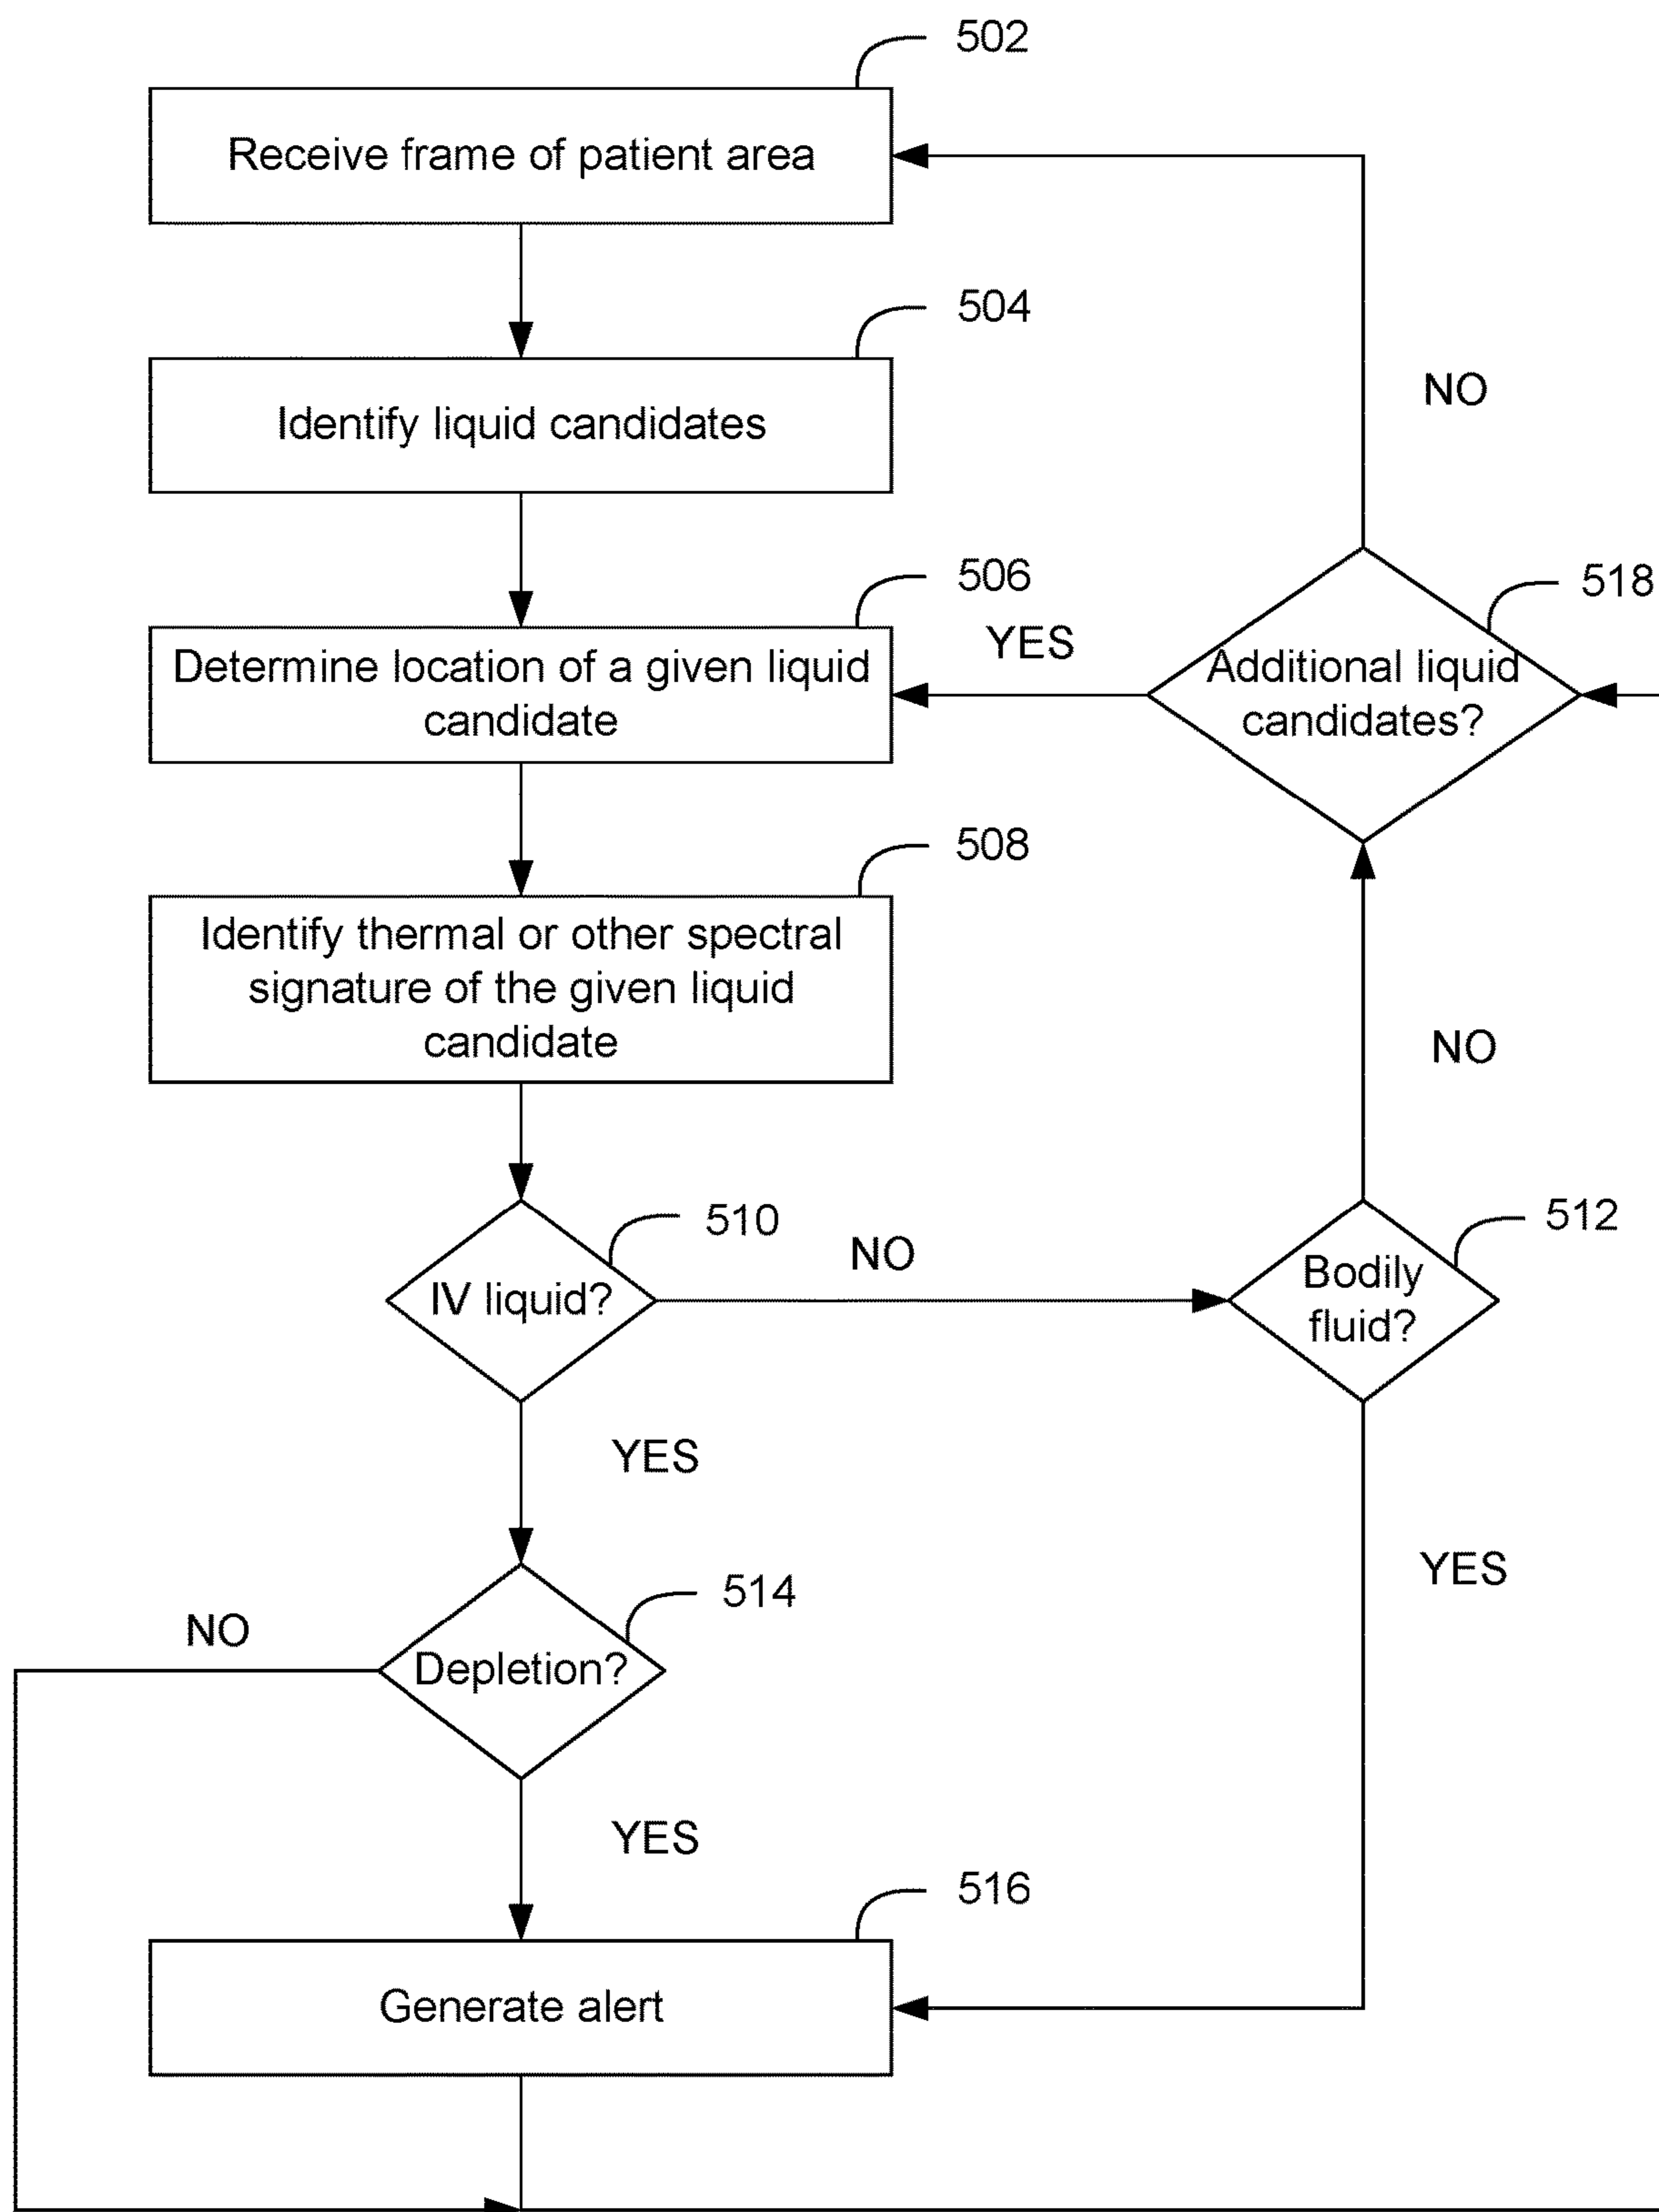 502
Receive frame of patient area
504
Identify liquid candidates
NO
506
Determine location of a given liquid
candidate
YES
518
Additional liquid
candidates?
508
Identify thermal or other spectral
signature of the given liquid
candidate
NO
510
IV liquid?
NO
512
Bodily
fluid?
YES
YES
514
Depletion?
NO
YES
516
Generate alert